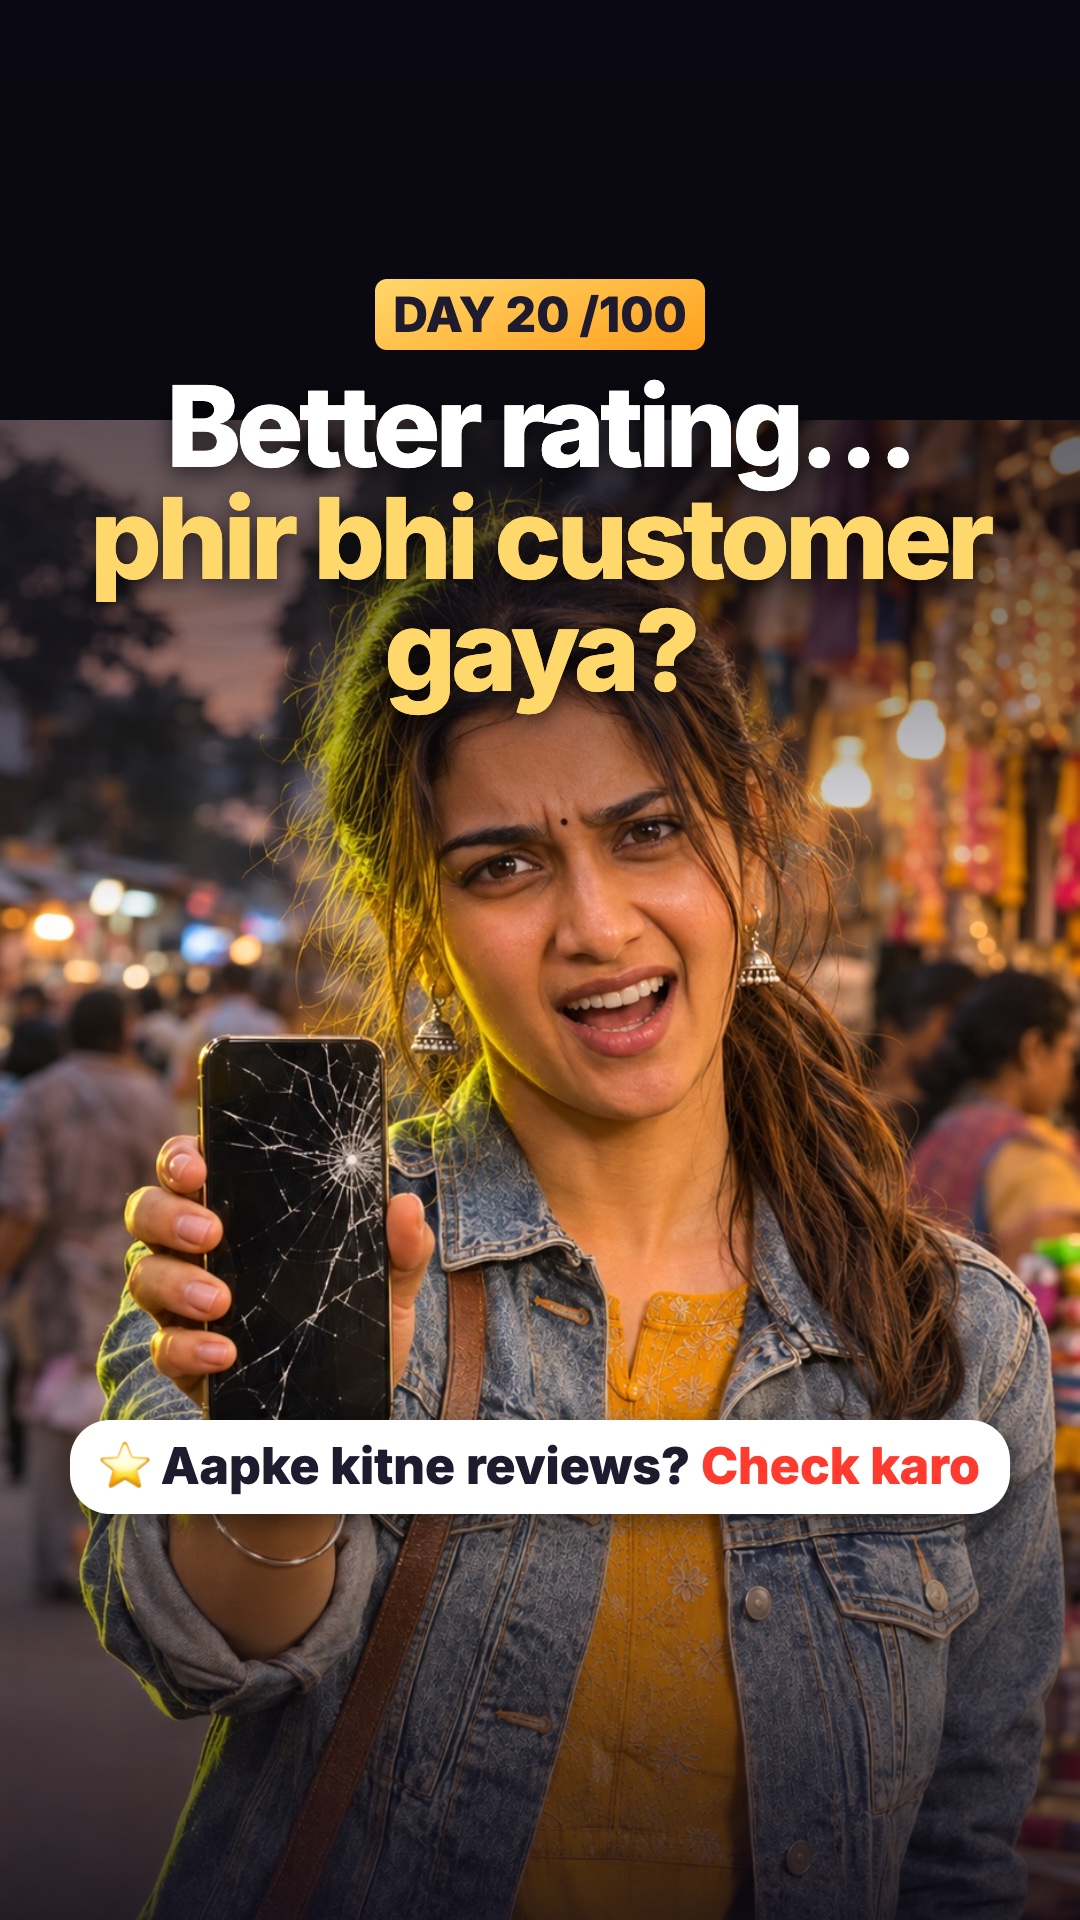 DAY 20 /100
Better rating...
phir bhi customer
gaya?
⭐ Aapke kitne reviews? Check karo